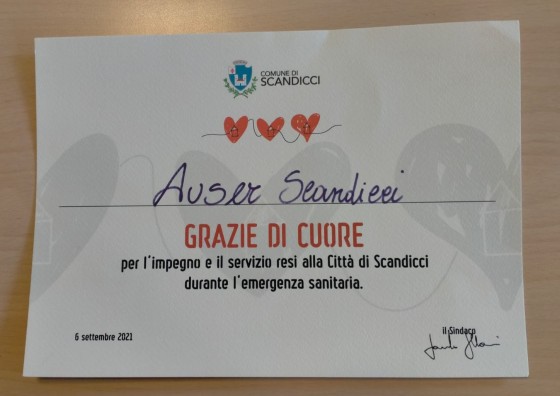 COMUNE DI
SCANDICCI
Auser Scandicci
GRAZIE DI CUORE
per l'impegno e il servizio resi alla Città di Scandicci
durante l'emergenza sanitaria.
6 settembre 2021
il Sindaco